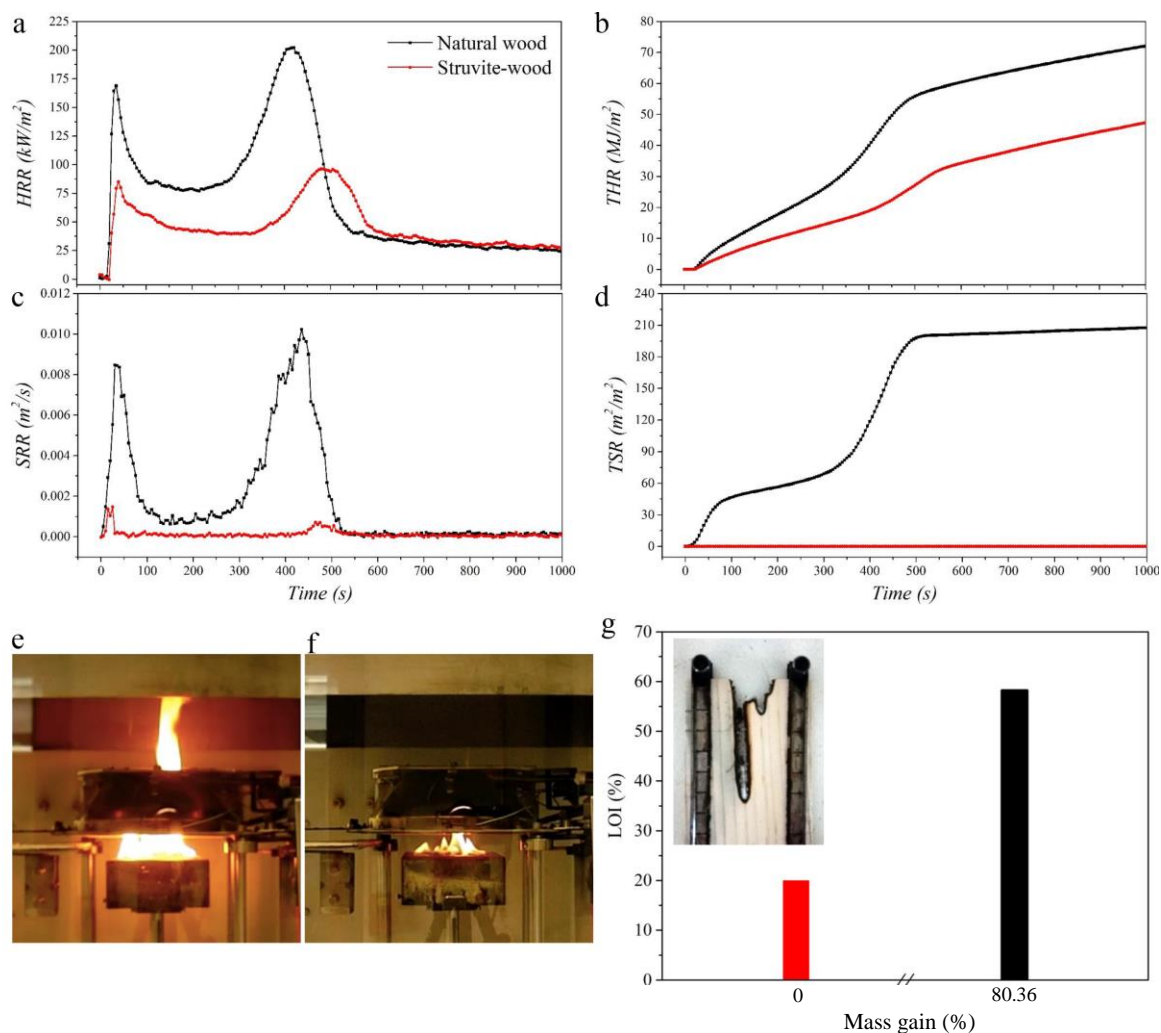 a
225
200
175
150
125
100
75
50
25
0
HRR (kW/m²)
Natural wood
Struvite-wood
b
80
70
60
50
40
30
20
10
0
THR (MJ/m²)
c
0.012
0.010
0.008
0.006
0.004
0.002
0.000
SRR (m²/s)
0 100 200 300 400 500 600 700 800 900 1000
Time (s)
d
240
210
180
150
120
90
60
30
0
TSR (m²/m²)
0 100 200 300 400 500 600 700 800 900 1000
Time (s)
e
f
g
70
60
50
40
30
20
10
0
LOI (%)
0 80.36
Mass gain (%)